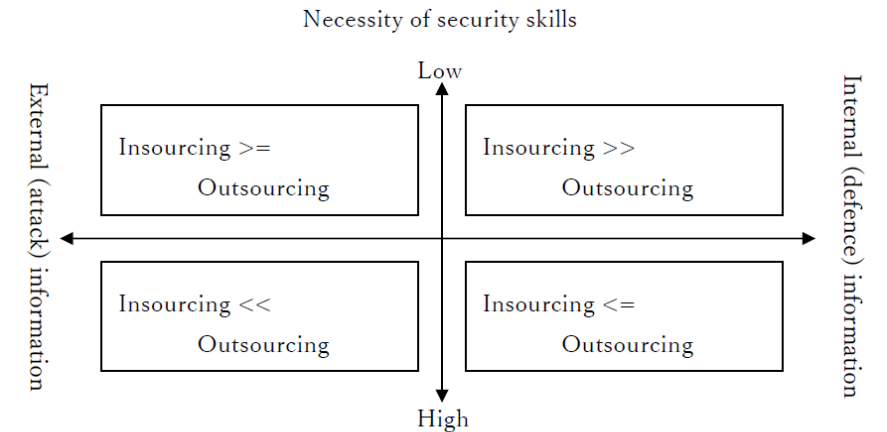 Necessity of security skills
Low
External (attack) information
Internal (defence) information
Insourcing >=
Outsourcing
Insourcing >>
Outsourcing
Insourcing <<
Outsourcing
Insourcing <=
Outsourcing
High